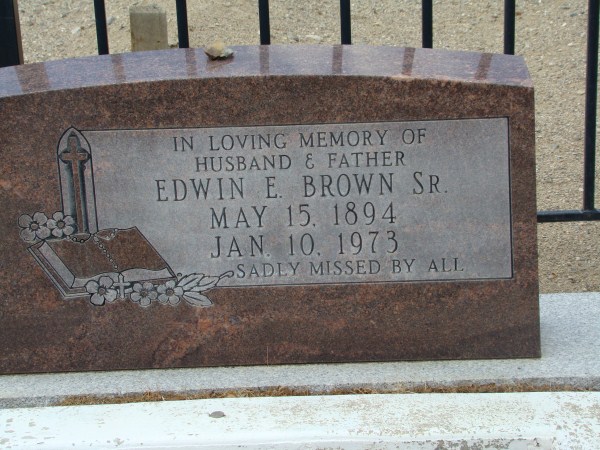 IN LOVING MEMORY OF
HUSBAND & FATHER
EDWIN E. BROWN SR.
MAY 15, 1894
JAN. 10, 1973
SADLY MISSED BY ALL